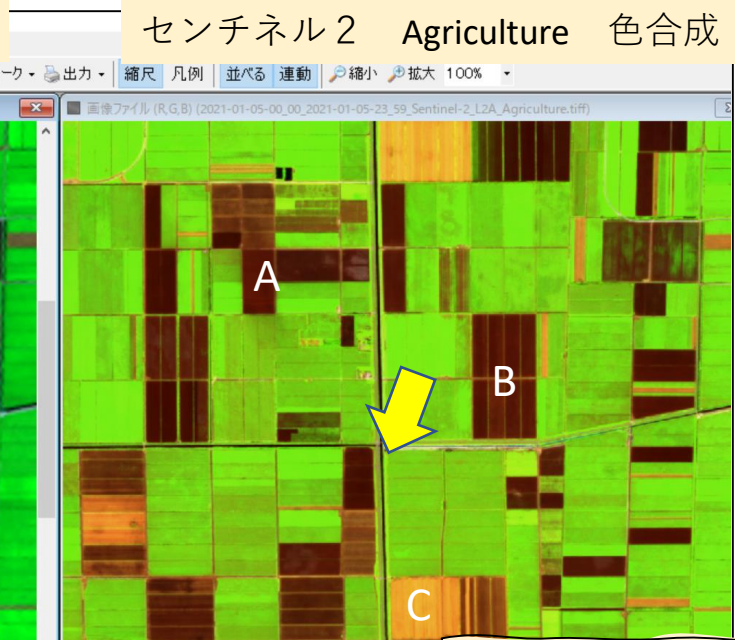 センチネル2 Agriculture 色合成
ーク 出力 縮尺 凡例 並べる 連動 縮小 拡大 100%
画像ファイル (R,G,B) (2021-01-05-00_00_2021-01-05-23_59_Sentinel-2_L2A_Agriculture.tiff)
A
B
C